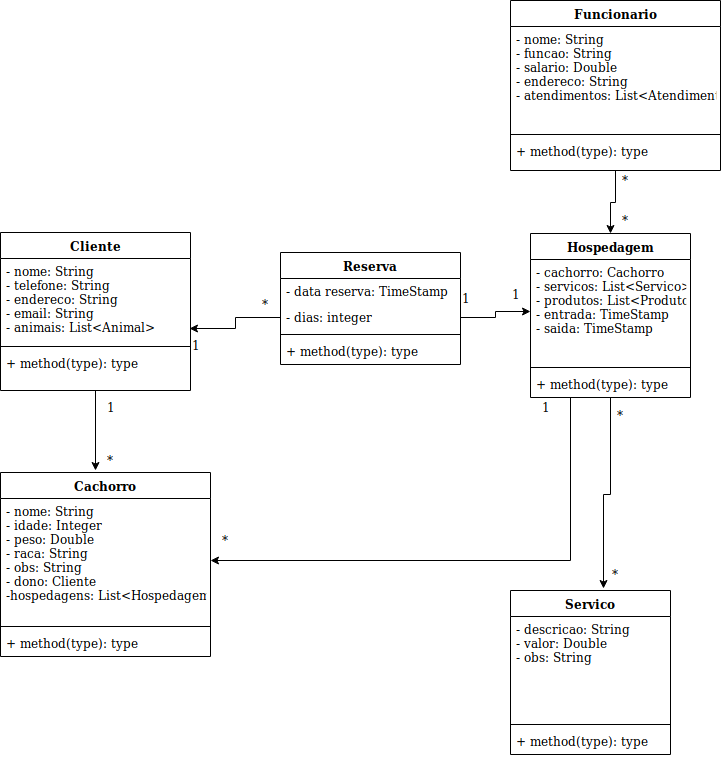 Funcionario
- nome: String
- funcao: String
- salario: Double
- endereco: String
- atendimentos: List<Atendiment
+ method(type): type
*
*
Cliente
- nome: String
- telefone: String
- endereco: String
- email: String
- animais: List<Animal>
+ method(type): type
*
1
Reserva
- data reserva: TimeStamp
- dias: integer
+ method(type): type
1
1
Hospedagem
- cachorro: Cachorro
- servicos: List<Servico>
- produtos: List<Produto
- entrada: TimeStamp
- saida: TimeStamp
+ method(type): type
1
*
1
*
Cachorro
- nome: String
- idade: Integer
- peso: Double
- raca: String
- obs: String
- dono: Cliente
-hospedagens: List<Hospedagem
+ method(type): type
*
*
Servico
- descricao: String
- valor: Double
- obs: String
+ method(type): type